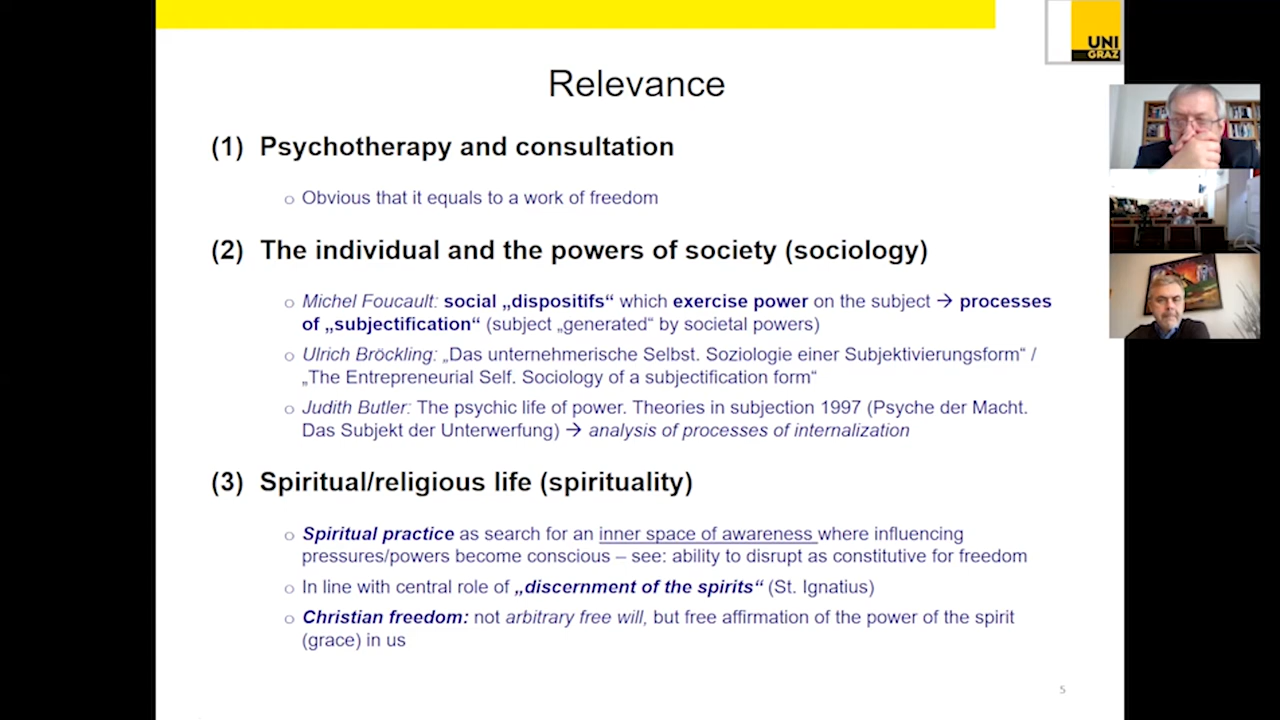 UNI
GRAZ
Relevance
(1) Psychotherapy and consultation
o Obvious that it equals to a work of freedom
(2) The individual and the powers of society (sociology)
o Michel Foucault: social „dispositifs“ which exercise power on the subject → processes
of „subjectification“ (subject „generated“ by societal powers)
o Ulrich Bröckling: „Das unternehmerische Selbst. Soziologie einer Subjektivierungsform“ /
„The Entrepreneurial Self. Sociology of a subjectification form“
o Judith Butler: The psychic life of power. Theories in subjection 1997 (Psyche der Macht.
Das Subjekt der Unterwerfung) → analysis of processes of internalization
(3) Spiritual/religious life (spirituality)
o Spiritual practice as search for an inner space of awareness where influencing
pressures/powers become conscious – see: ability to disrupt as constitutive for freedom
o In line with central role of „discernment of the spirits“ (St. Ignatius)
o Christian freedom: not arbitrary free will, but free affirmation of the power of the spirit
(grace) in us
5